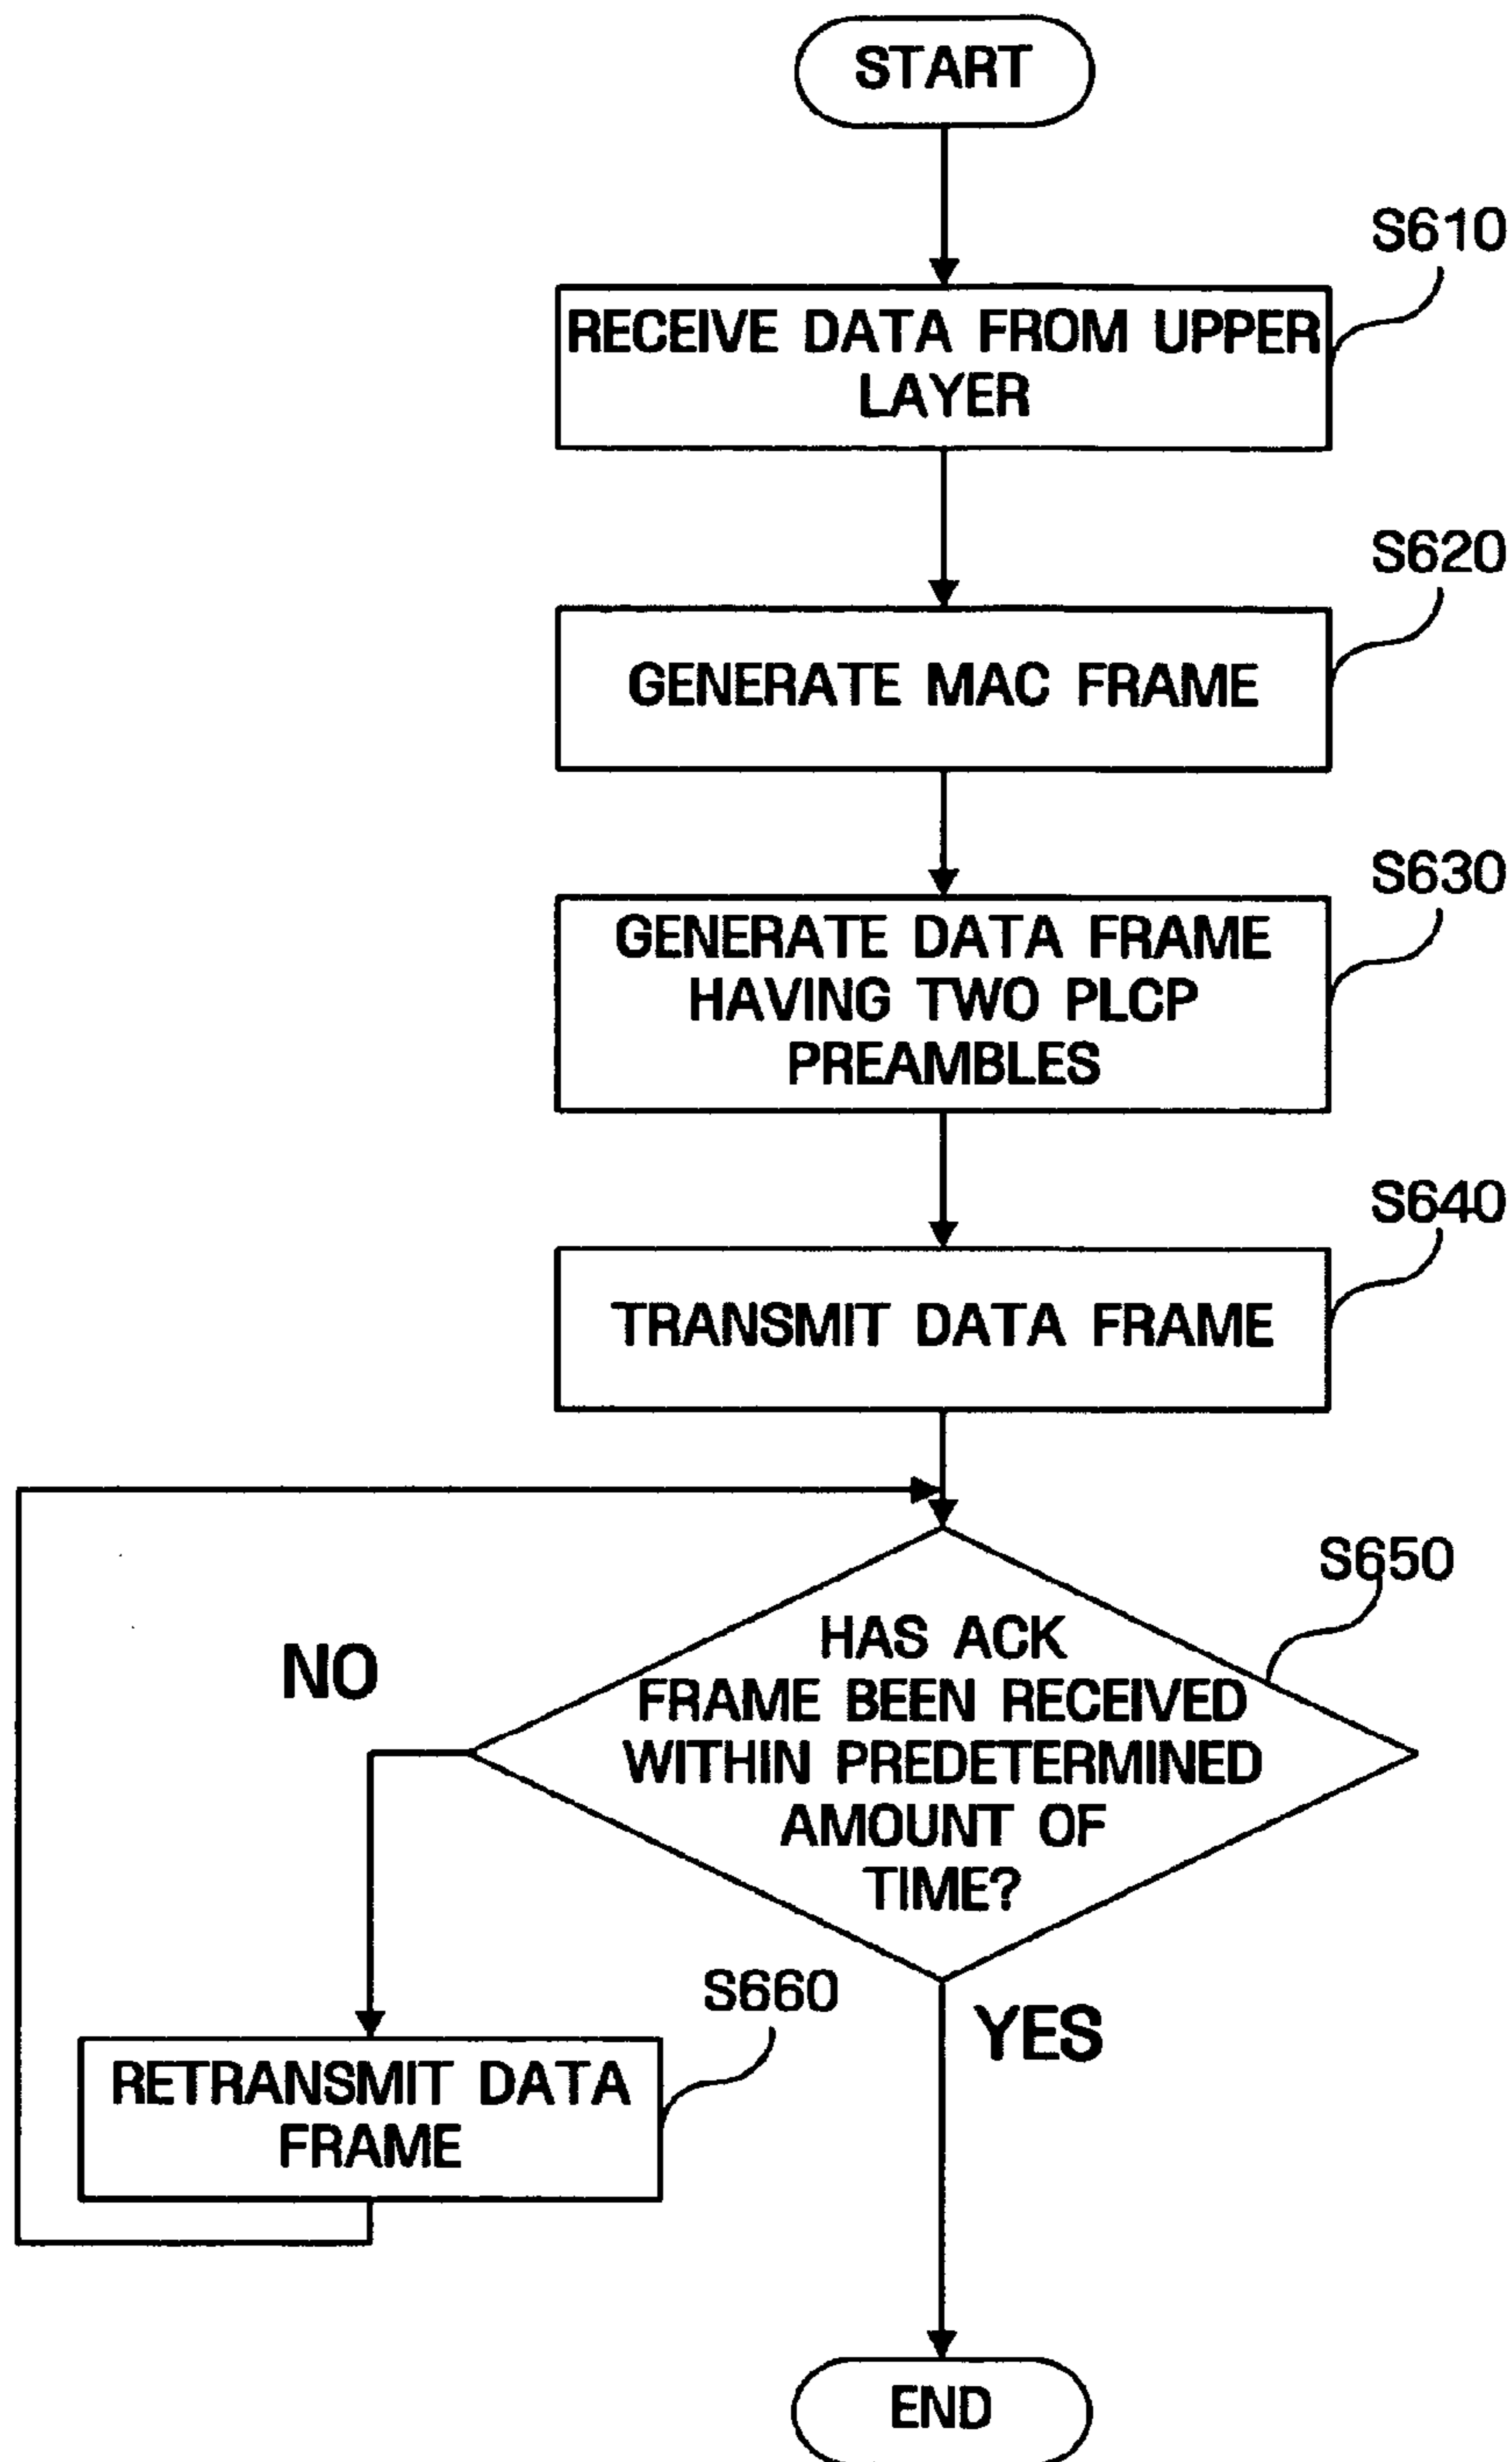 START
S610
RECEIVE DATA FROM UPPER
LAYER
S620
GENERATE MAC FRAME
S630
GENERATE DATA FRAME
HAVING TWO PLCP
PREAMBLES
S640
TRANSMIT DATA FRAME
S650
HAS ACK
FRAME BEEN RECEIVED
WITHIN PREDETERMINED
AMOUNT OF
TIME?
NO
S660
YES
RETRANSMIT DATA
FRAME
END